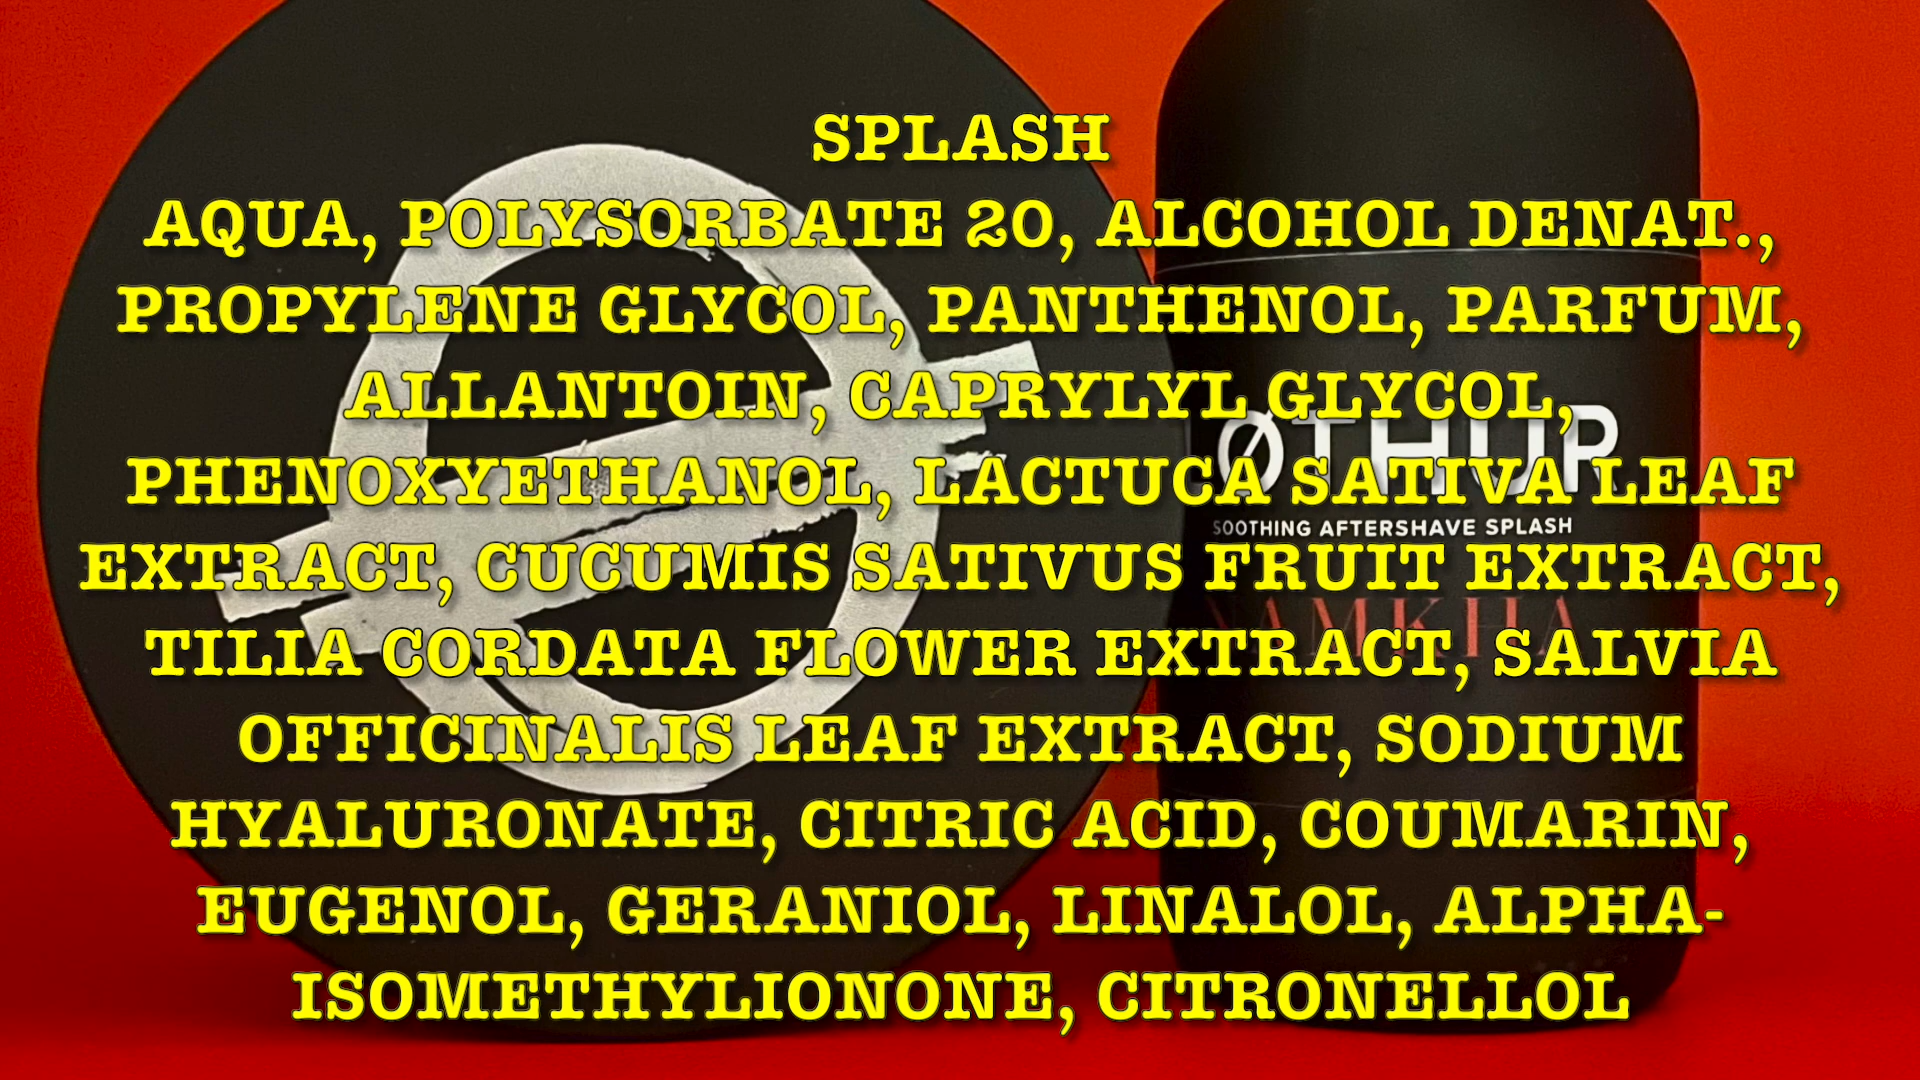 SPLASH
AQUA, POLYSORBATE 20, ALCOHOL DENAT.,
PROPYLENE GLYCOL, PANTHENOL, PARFUM,
ALLANTOIN, CAPRYLYL GLYCOL,
PHENOXYETHANOL, LACTUCA SATIVA LEAF
EXTRACT, CUCUMIS SATIVUS FRUIT EXTRACT,
TILIA CORDATA FLOWER EXTRACT, SALVIA
OFFICINALIS LEAF EXTRACT, SODIUM
HYALURONATE, CITRIC ACID, COUMARIN,
EUGENOL, GERANIOL, LINALOL, ALPHA-
ISOMETHYLIONONE, CITRONELLOL
ØTHUR
SOOTHING AFTERSHAVE SPLASH